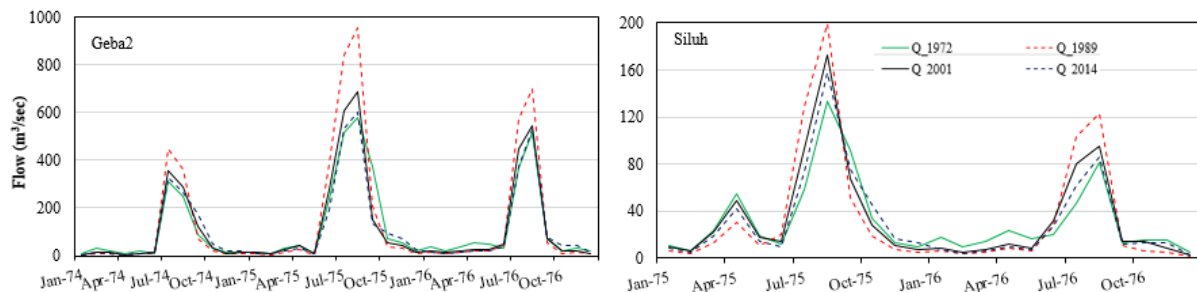 Geba2
Flow (m³/sec)
1000
800
600
400
200
0
Jan-74 Apr-74 Jul-74 Oct-74 Jan-75 Apr-75 Jul-75 Oct-75 Jan-76 Apr-76 Jul-76 Oct-76
Siluh
Q_1972 Q_1989
Q_2001 Q_2014
200
160
120
80
40
0
Jan-75 Apr-75 Jul-75 Oct-75 Jan-76 Apr-76 Jul-76 Oct-76